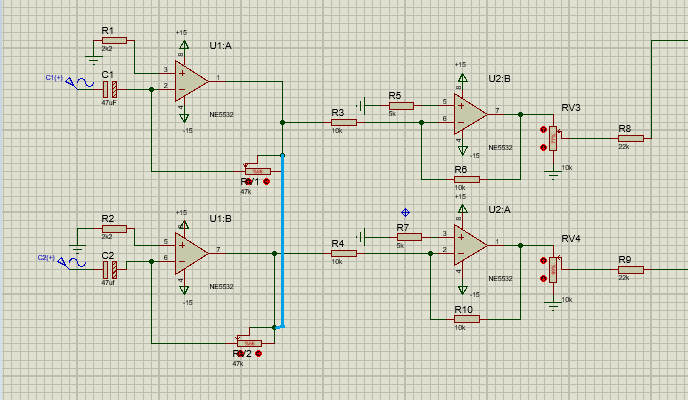 +15
R1
2k2
U1:A
8
3
1
2
4
C1(+)
C1
47uF
-15
NE5532
RV1
47k
+15
R5
5k
U2:B
8
5
7
6
4
R3
10k
-15
NE5532
RV3
10k
R8
22k
R6
10k
+15
R2
2k2
U1:B
8
5
7
6
4
C2(+)
C2
47uf
-15
NE5532
RV2
47k
+15
R7
5k
U2:A
8
3
1
2
4
R4
10k
-15
NE5532
RV4
10k
R9
22k
R10
10k